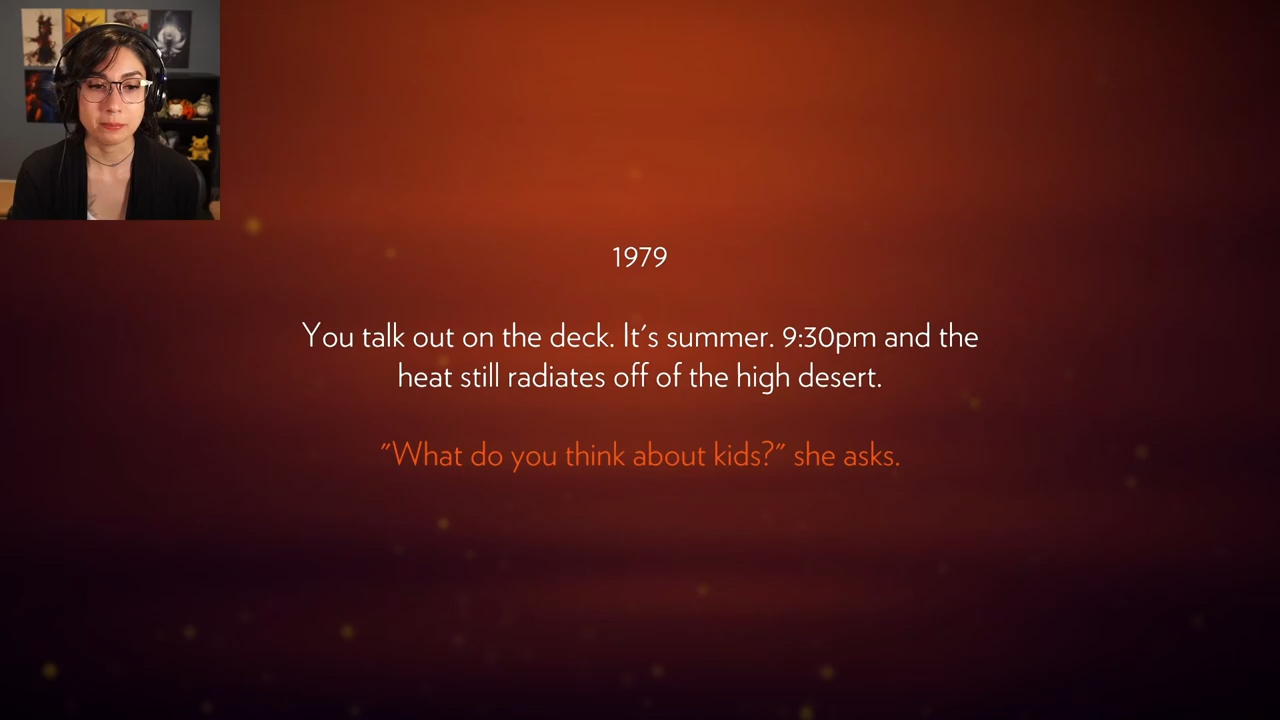 1979
You talk out on the deck. It's summer. 9:30pm and the
heat still radiates off of the high desert.
"What do you think about kids?" she asks.